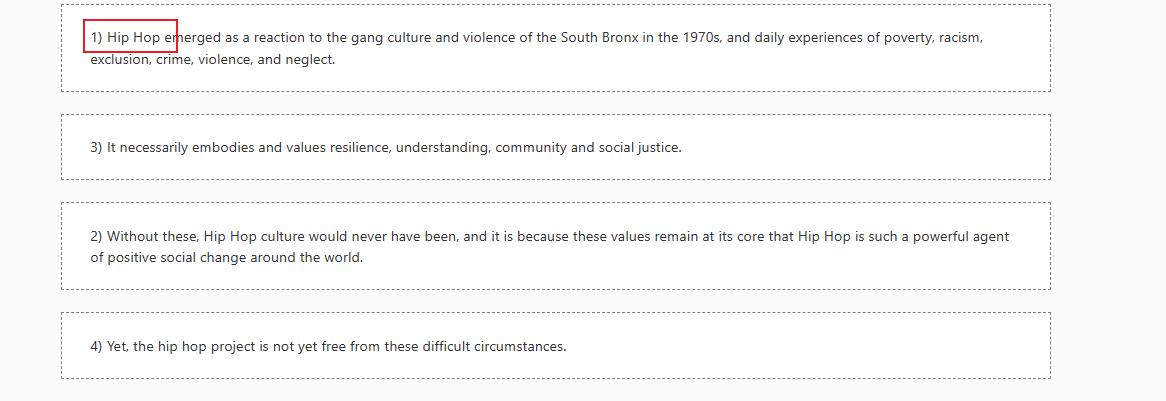 1) Hip Hop emerged as a reaction to the gang culture and violence of the South Bronx in the 1970s, and daily experiences of poverty, racism,
exclusion, crime, violence, and neglect.
3) It necessarily embodies and values resilience, understanding, community and social justice.
2) Without these, Hip Hop culture would never have been, and it is because these values remain at its core that Hip Hop is such a powerful agent
of positive social change around the world.
4) Yet, the hip hop project is not yet free from these difficult circumstances.